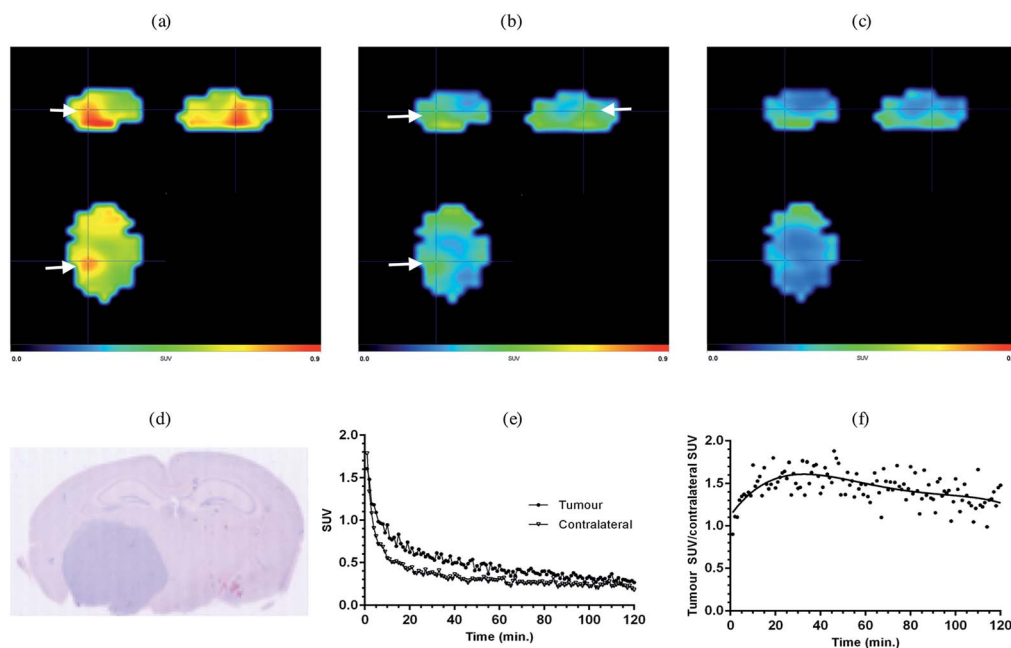 (a)
(b)
(c)
0.0 SUV 0.9
0.0 SUV 0.9
0.0 SUV
(d)
(e)
(f)
2.0
1.5
1.0
0.5
0.0
SUV
Tumour
Contralateral
0 20 40 60 80 100 120
Time (min.)
Tumour SUV/contralateral SUV
2.0
1.5
1.0
0.5
0.0
0 20 40 60 80 100 120
Time (min.)